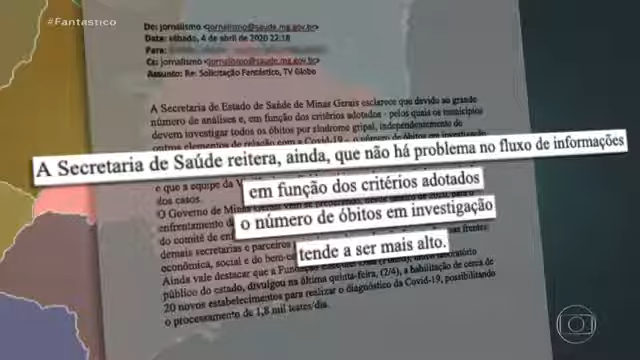 #Fantástico
De: jornalismo <jornalismo@saude.mg.gov.br>
Data: sábado, 4 de abril de 2020 22:18
Para:
Cc: jornalismo <jornalismo@saude.mg.gov.br>
Assunto: Re: Solicitação Fantástico, TV Globo
A Secretaria de Estado de Saúde de Minas Gerais esclarece que devido ao grande
número de análises e, em função dos critérios adotados - pelos quais os municípios
devem investigar todos os óbitos por síndrome gripal, independentemente de
A Secretaria de Saúde reitera, ainda, que não há problema no fluxo de informações
em função dos critérios adotados
o número de óbitos em investigação
tende a ser mais alto.
e que a equipe da
dos casos.
O Governo de Minas
enfrentamento
do comitê de
demais secretarias e parceiros
econômica, social e do
Ainda vale destacar que a
público do estado, divulgou na última quinta-feira, (2/4), a habilitação de cerca de
20 novos estabelecimentos para realizar o diagnóstico da Covid-19, possibilitando
o processamento de 1,8 mil testes/dia.